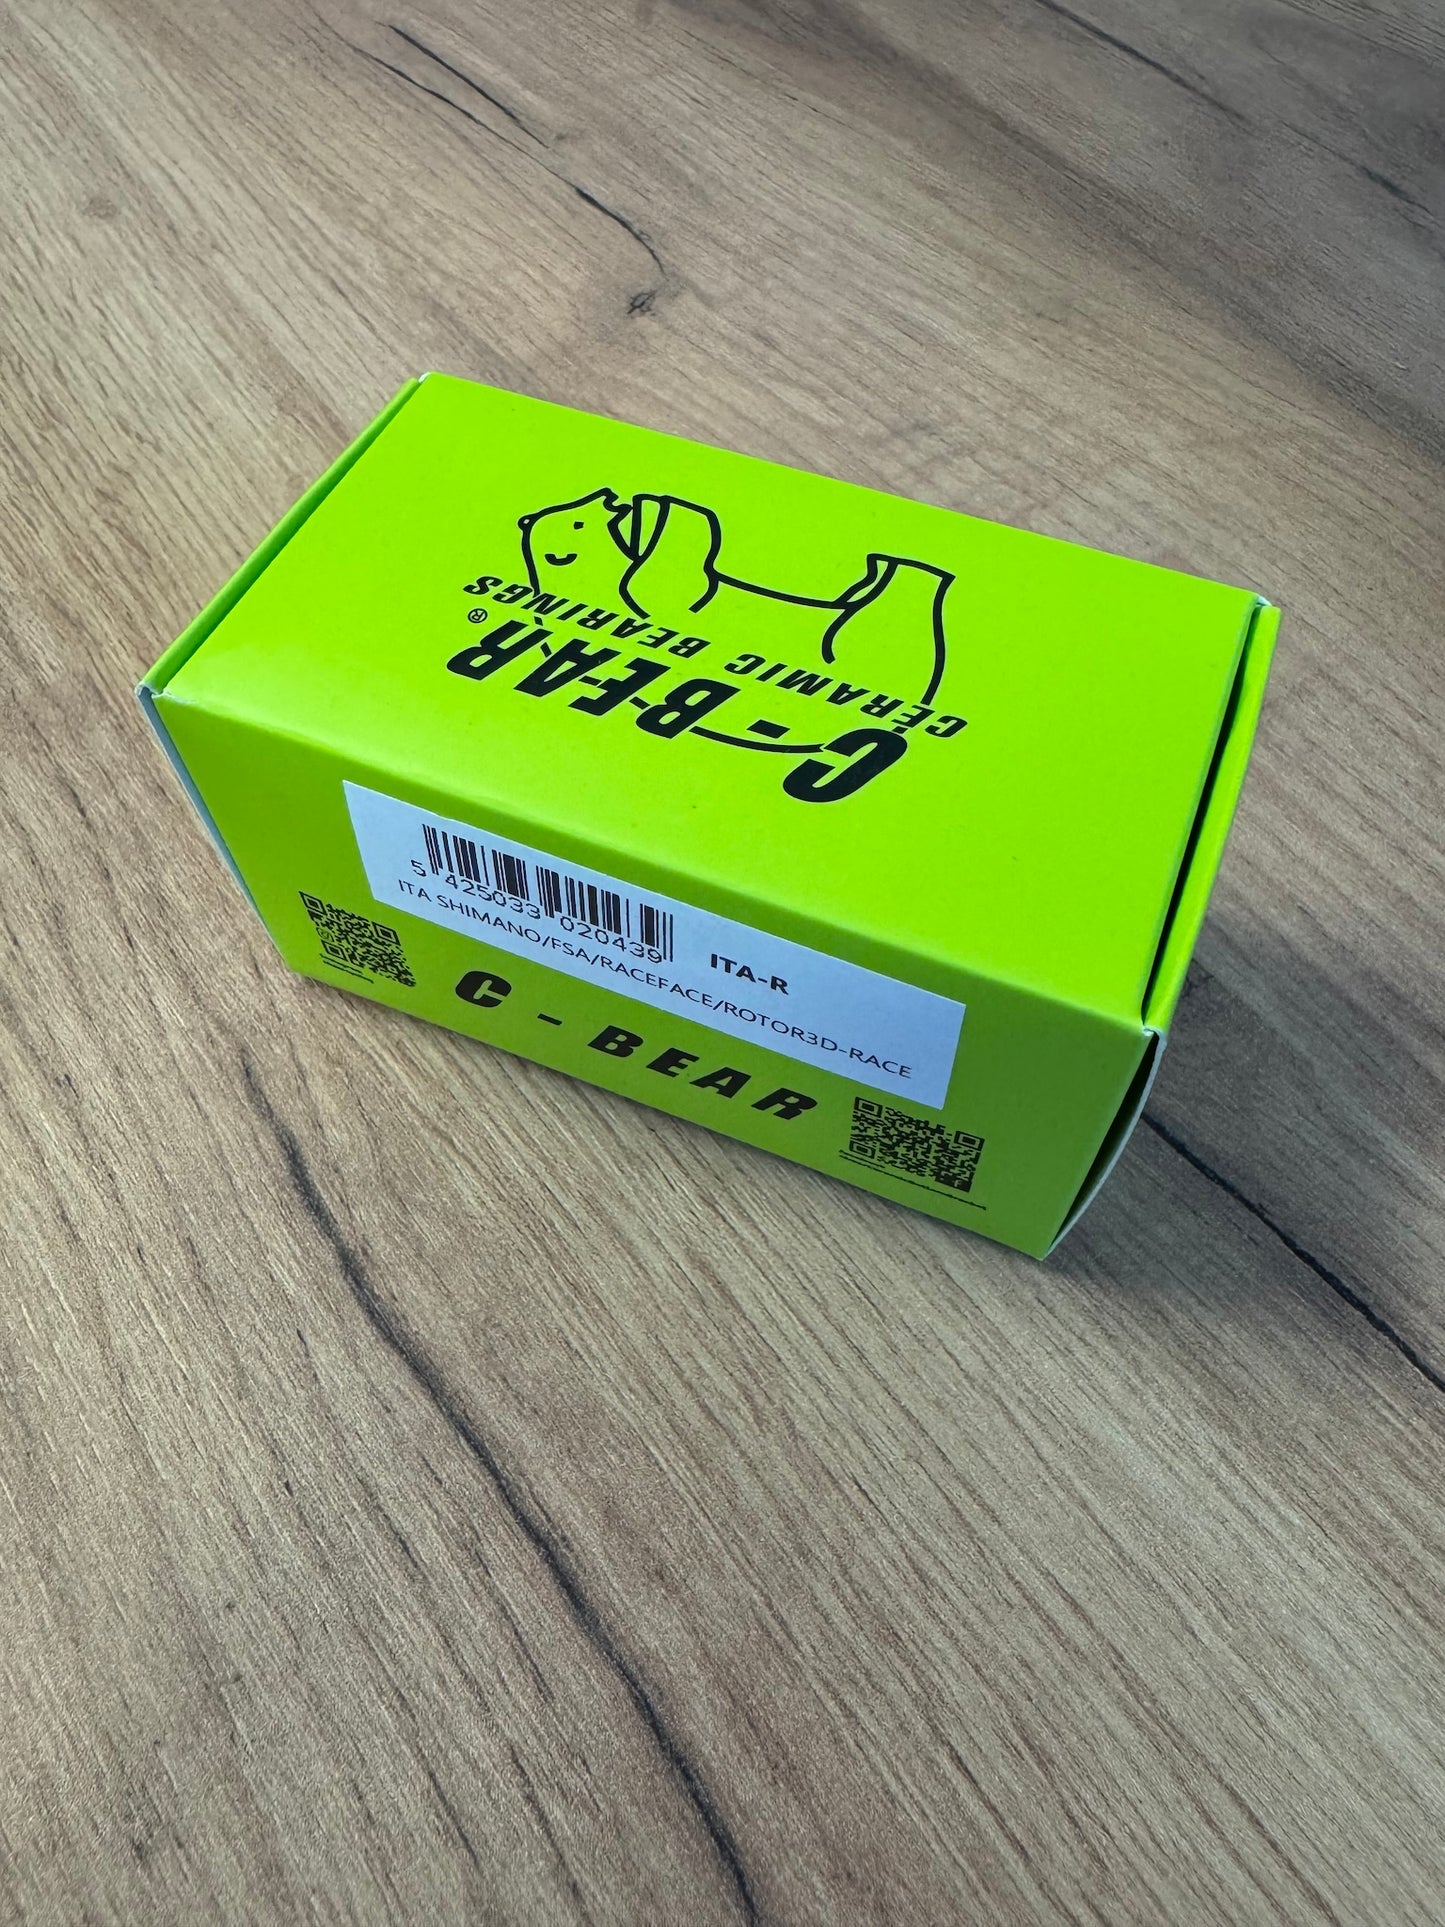 C-BEAR®
CERAMIC BEARINGS
5 425033 020439
ITA-R
ITA SHIMANO/FSA/RACEFACE/ROTOR3D-RACE
C - BEAR